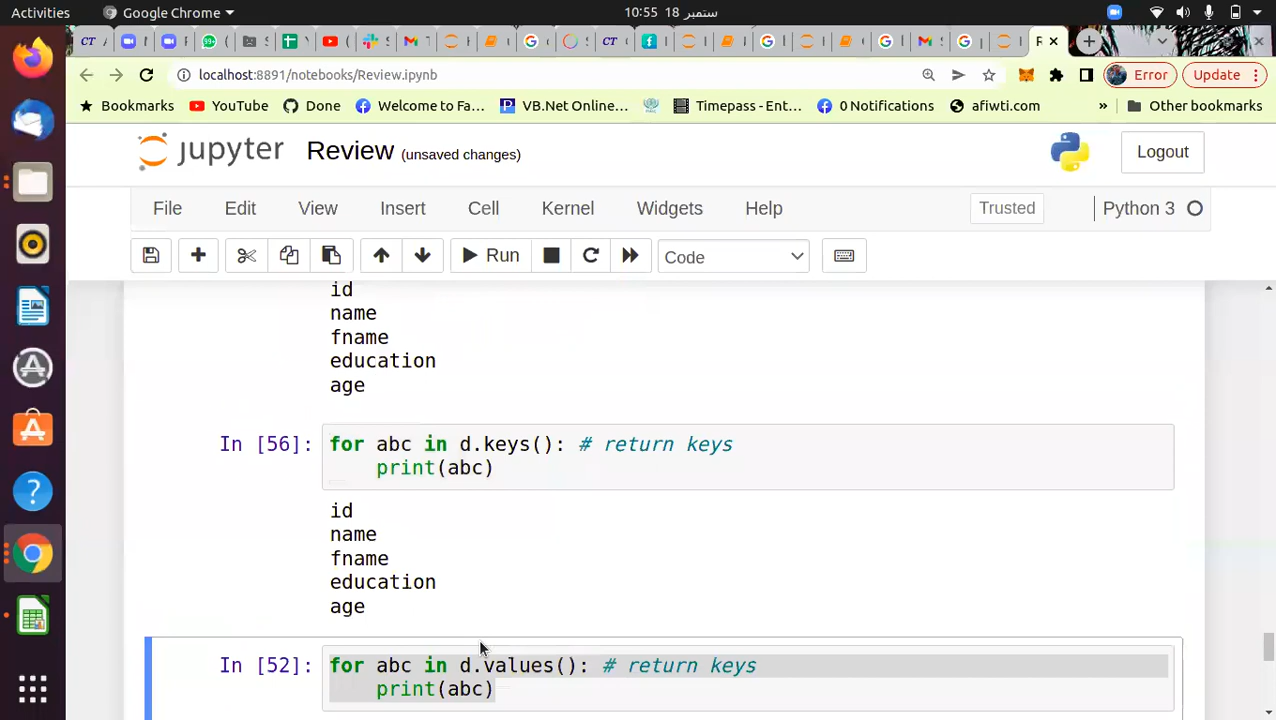 Activities
Google Chrome
10:55 18 ستمبر
localhost:8891/notebooks/Review.ipynb
Error
Update
Bookmarks
YouTube
Done
Welcome to Fa...
VB.Net Online...
Timepass - Ent...
0 Notifications
afiwti.com
»
Other bookmarks
jupyter
Review (unsaved changes)
Logout
File
Edit
View
Insert
Cell
Kernel
Widgets
Help
Trusted
Python 3
Run
Code
id
name
fname
education
age
In [56]: for abc in d.keys(): # return keys
print(abc)
id
name
fname
education
age
In [52]: for abc in d.values(): # return keys
print(abc)